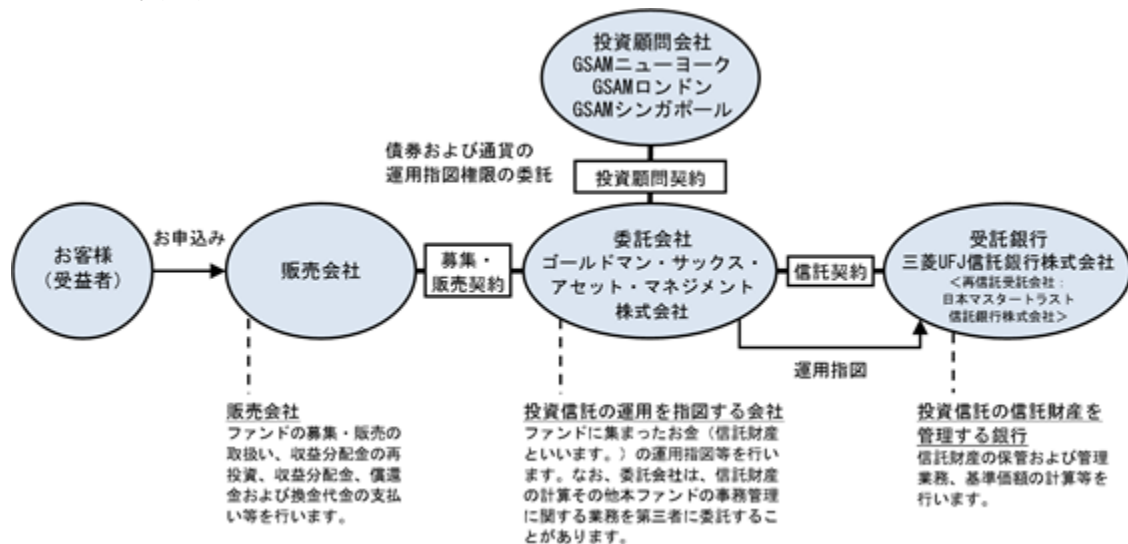 投資顧問会社
GSAMニューヨーク
GSAMロンドン
GSAMシンガポール
債券および通貨の
運用指図権限の委託
投資顧問契約
お客様
（受益者）
お申込み
販売会社
募集・
販売契約
委託会社
ゴールドマン・サックス・
アセット・マネジメント
株式会社
信託契約
受託銀行
三菱UFJ信託銀行株式会社
＜再信託受託会社：
日本マスタートラスト
信託銀行株式会社＞
運用指図
販売会社
ファンドの募集・販売の
取扱い、収益分配金の再
投資、収益分配金、償還
金および換金代金の支払
い等を行います。
投資信託の運用を指図する会社
ファンドに集まったお金（信託財産
といいます。）の運用指図等を行い
ます。なお、委託会社は、信託財産
の計算その他本ファンドの事務管理
に関する業務を第三者に委託するこ
とがあります。
投資信託の信託財産を
管理する銀行
信託財産の保管および管理
業務、基準価額の計算等を
行います。